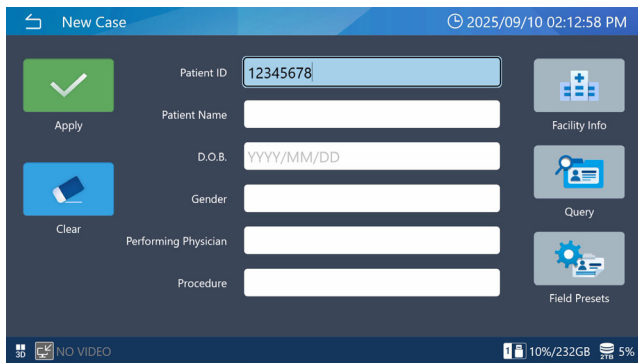 New Case
2025/09/10 02:12:58 PM
Patient ID
12345678
Patient Name
D.O.B.
YYYY/MM/DD
Gender
Performing Physician
Procedure
Apply
Clear
Facility Info
Query
Field Presets
3D
NO VIDEO
1
10%/232GB
2TB
5%